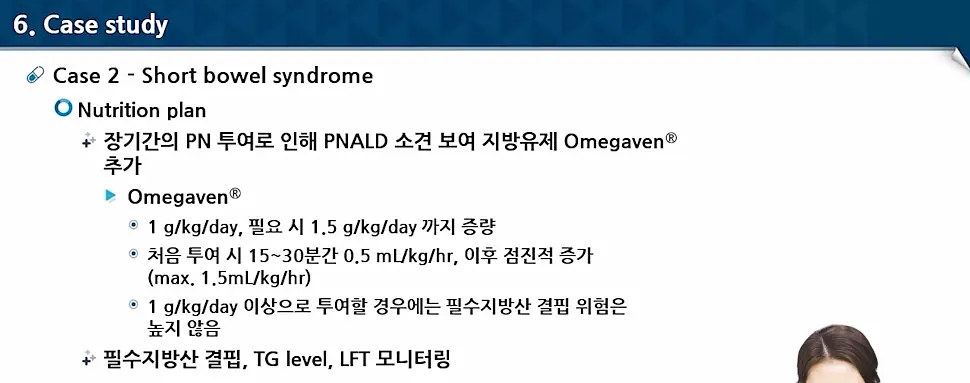 6. Case study
Case 2 - Short bowel syndrome
Nutrition plan
장기간의 PN 투여로 인해 PNALD 소견 보여 지방유제 Omegaven®
추가
Omegaven®
1 g/kg/day, 필요 시 1.5 g/kg/day 까지 증량
처음 투여 시 15~30분간 0.5 mL/kg/hr, 이후 점진적 증가
(max. 1.5mL/kg/hr)
1 g/kg/day 이상으로 투여할 경우에는 필수지방산 결핍 위험은
높지 않음
필수지방산 결핍, TG level, LFT 모니터링